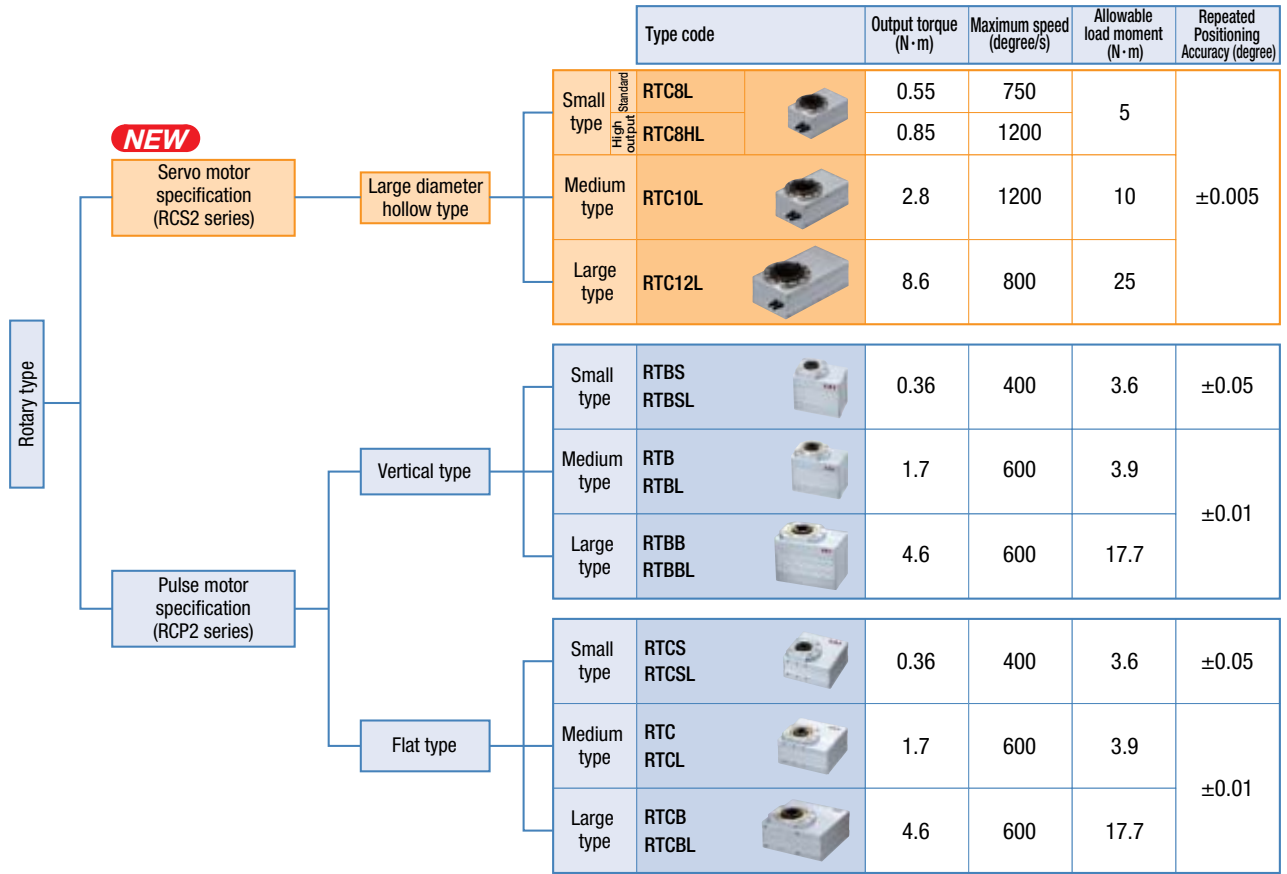 Type code
Output torque
(N·m)
Maximum speed
(degree/s)
Allowable
load moment
(N·m)
Repeated
Positioning
Accuracy (degree)
Rotary type
NEW
Servo motor
specification
(RCS2 series)
Large diameter
hollow type
Small
type
Standard
RTC8L
0.55
750
5
±0.005
High
output
RTC8HL
0.85
1200
Medium
type
RTC10L
2.8
1200
10
Large
type
RTC12L
8.6
800
25
Pulse motor
specification
(RCP2 series)
Vertical type
Small
type
RTBS
RTBSL
0.36
400
3.6
±0.05
Medium
type
RTB
RTBL
1.7
600
3.9
±0.01
Large
type
RTBB
RTBBL
4.6
600
17.7
Flat type
Small
type
RTCS
RTCSL
0.36
400
3.6
±0.05
Medium
type
RTC
RTCL
1.7
600
3.9
±0.01
Large
type
RTCB
RTCBL
4.6
600
17.7